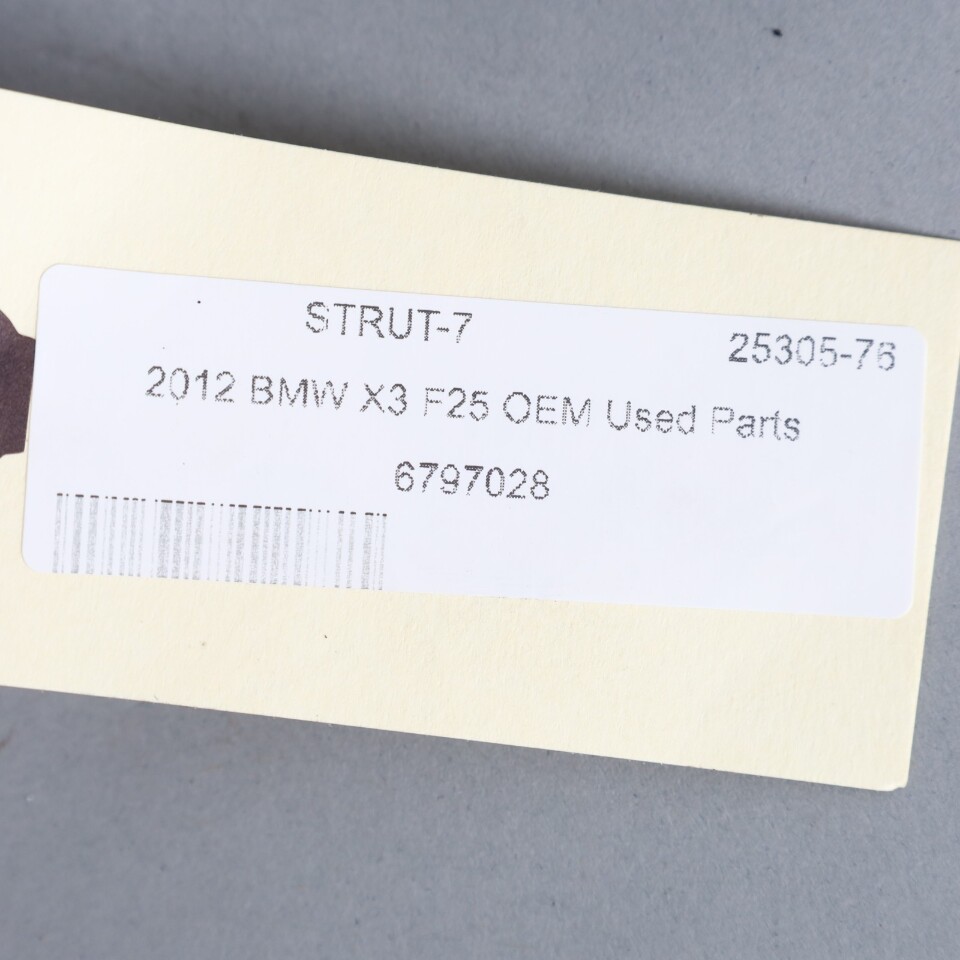 STRUT-7 25305-76
2012 BMW X3 F25 OEM Used Parts
6797028